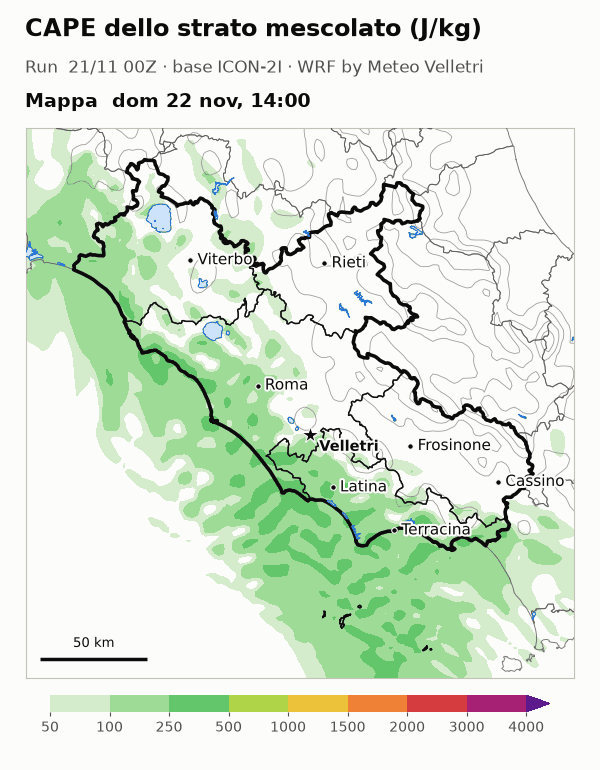 CAPE dello strato mescolato (J/kg)
Run  21/11 00Z · base ICON-2I · WRF by Meteo Velletri
Mappa  dom 22 nov, 14:00
Viterbo
Rieti
Roma
Velletri
Frosinone
Cassino
Latina
Terracina
50 km
50 100 250 500 1000 1500 2000 3000 4000